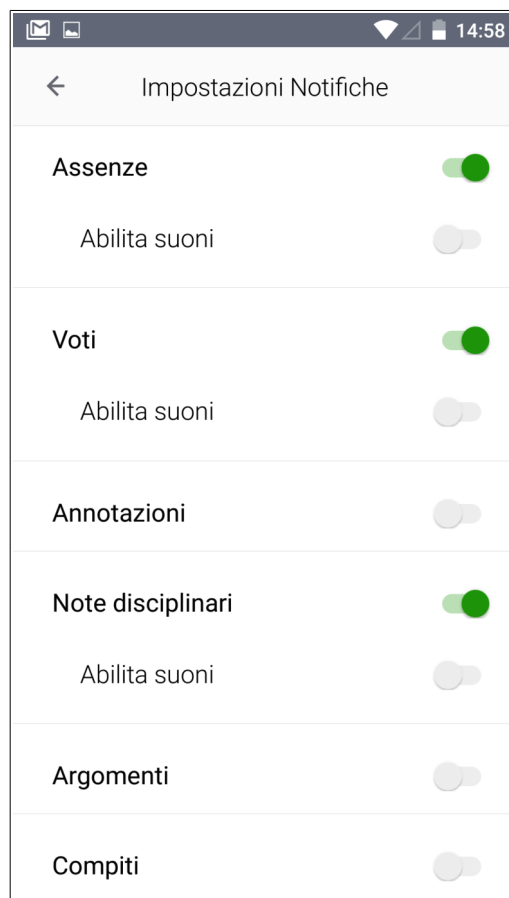 14:58
Impostazioni Notifiche
Assenze
Abilita suoni
Voti
Abilita suoni
Annotazioni
Note disciplinari
Abilita suoni
Argomenti
Compiti